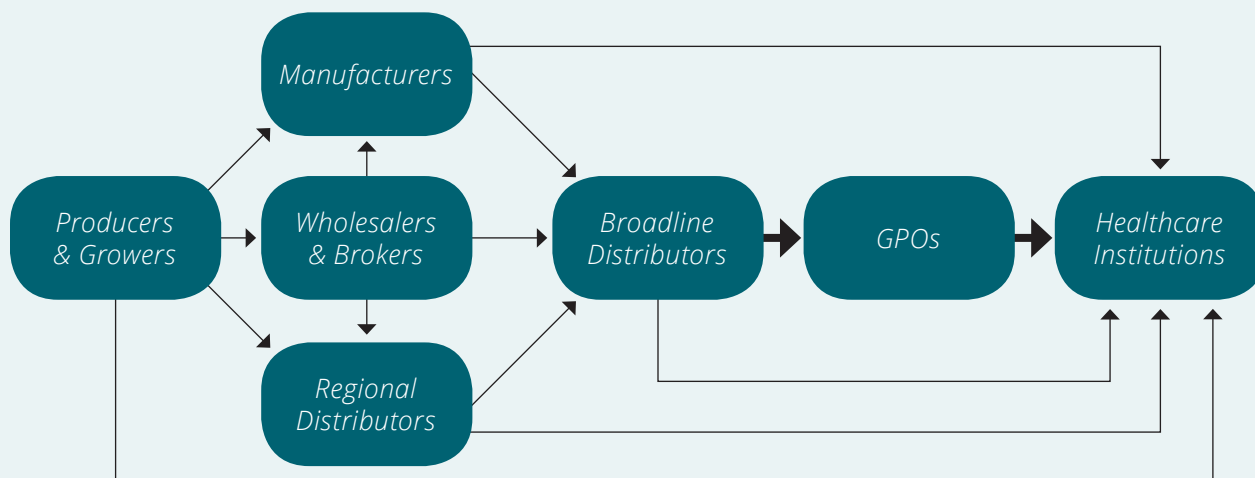 Manufacturers
Producers
& Growers
Wholesalers
& Brokers
Broadline
Distributors
GPOs
Healthcare
Institutions
Regional
Distributors